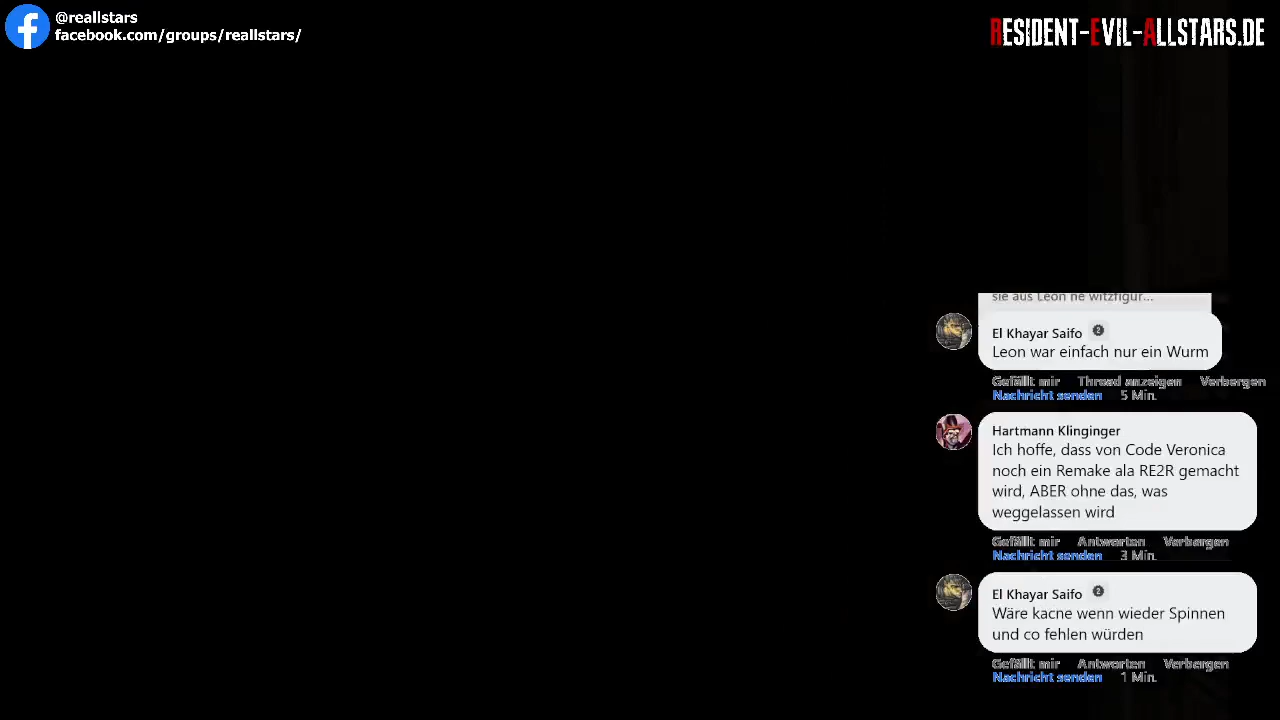 @reallstars
facebook.com/groups/reallstars/
RESIDENT-EVIL-ALLSTARS.DE
sie aus Leon ne witzfigur...
El Khayar Saifo 2
Leon war einfach nur ein Wurm
Gefällt mir Thread anzeigen Verbergen
Nachricht senden 5 Min.
Hartmann Klinginger
Ich hoffe, dass von Code Veronica
noch ein Remake ala RE2R gemacht
wird, ABER ohne das, was
weggelassen wird
Gefällt mir Antworten Verbergen
Nachricht senden 3 Min.
El Khayar Saifo 2
Wäre kacne wenn wieder Spinnen
und co fehlen würden
Gefällt mir Antworten Verbergen
Nachricht senden 1 Min.